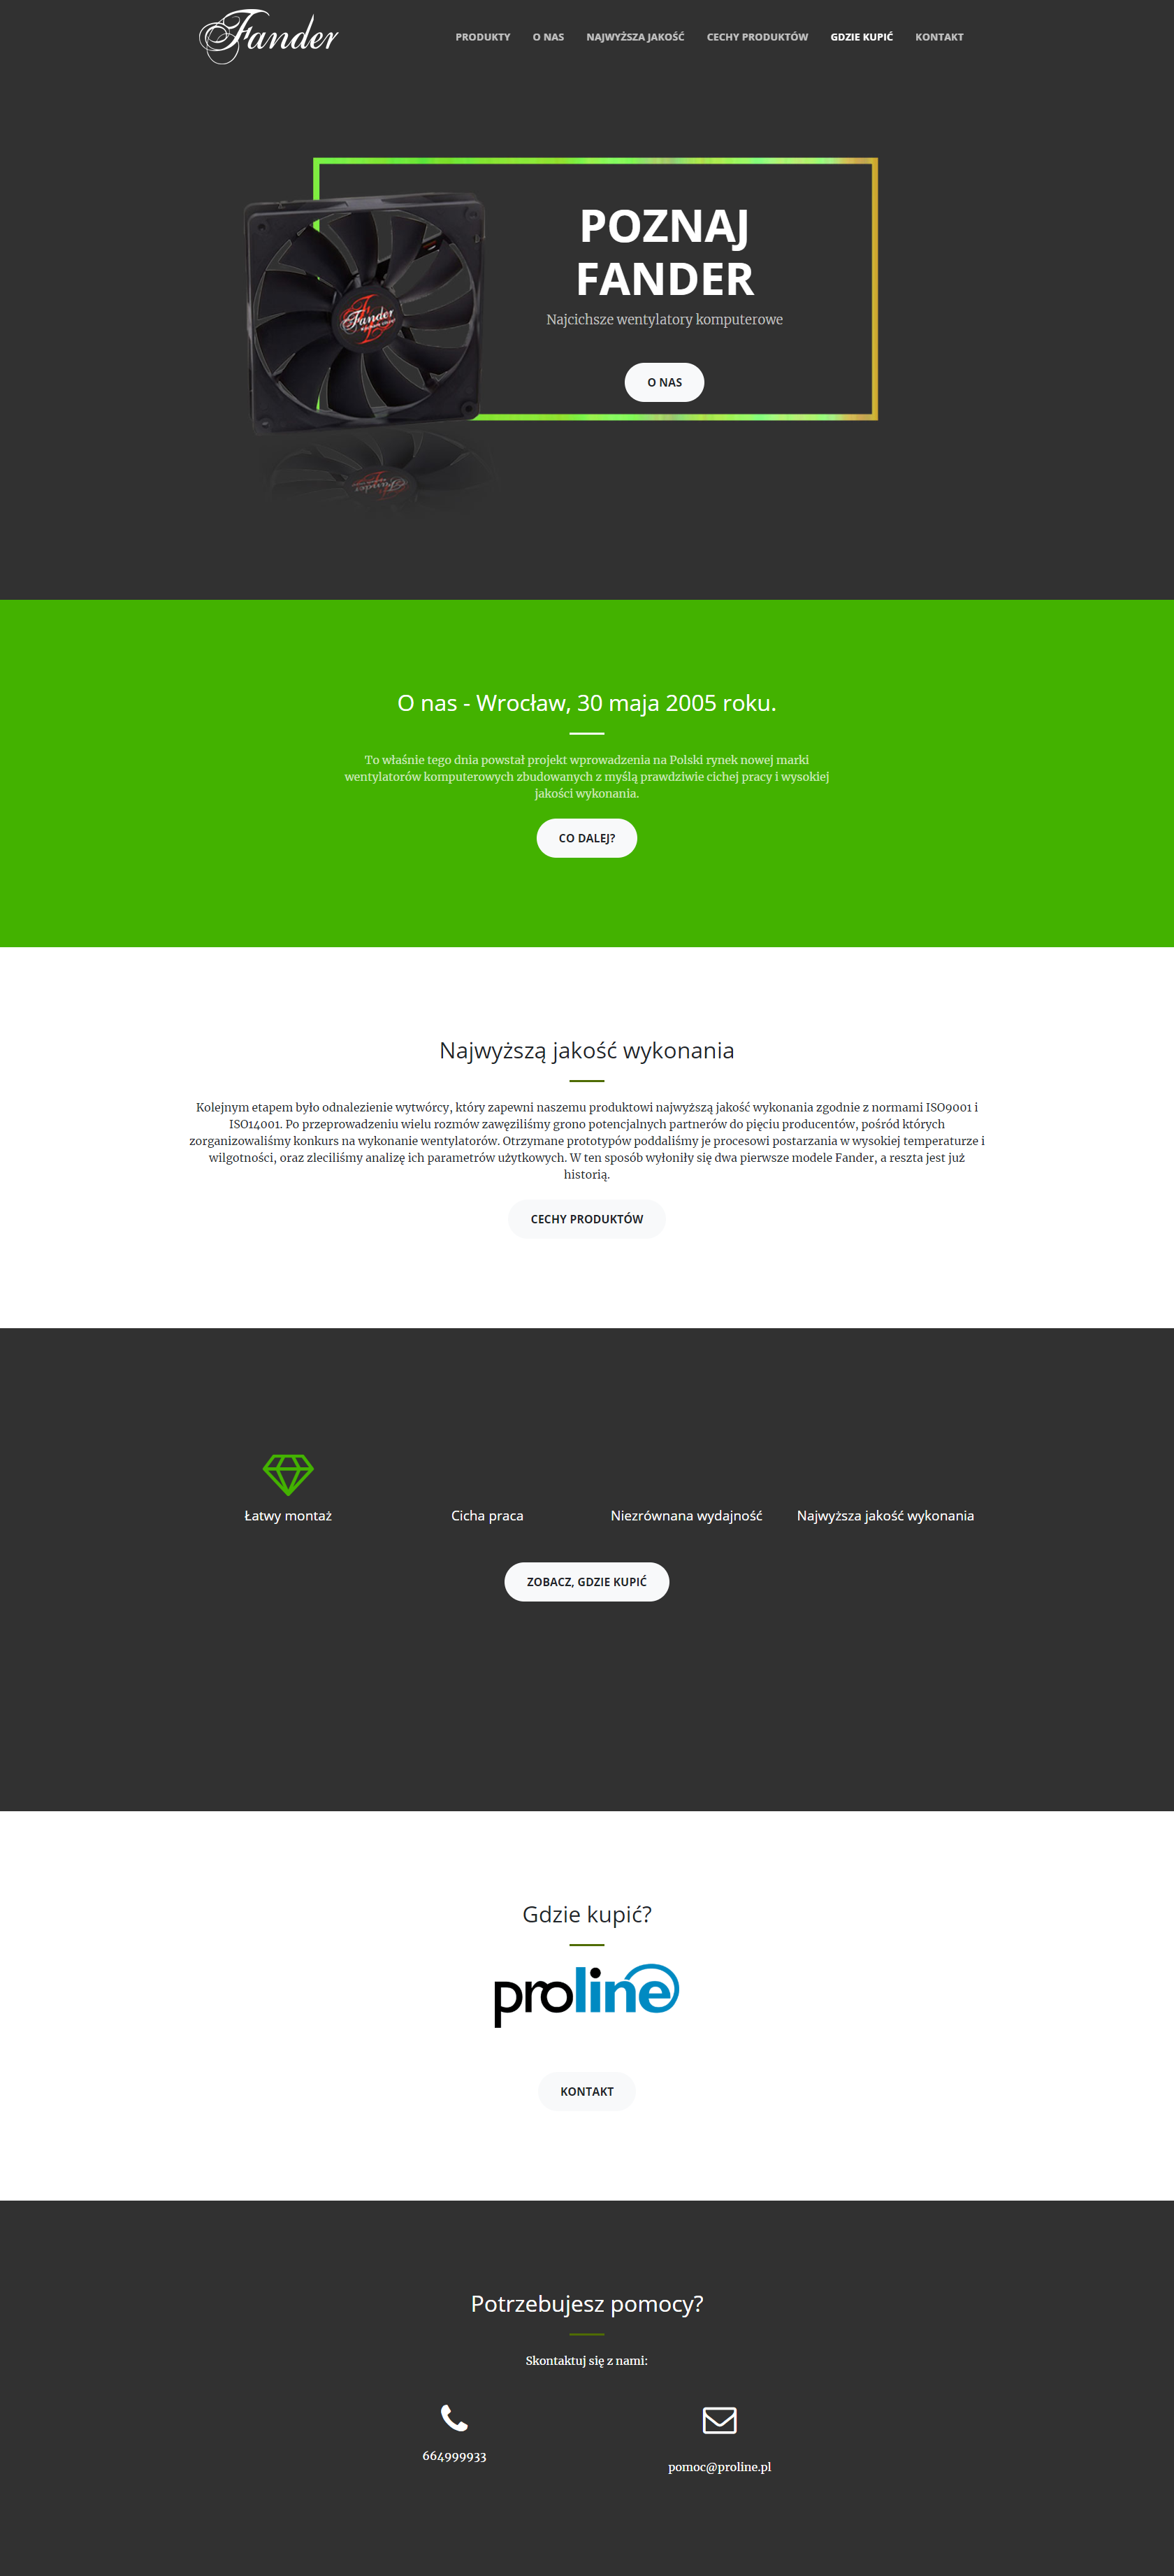 Fander
PRODUKTY O NAS NAJWYŻSZA JAKOŚĆ CECHY PRODUKTÓW GDZIE KUPIĆ KONTAKT
POZNAJ
FANDER
Najcichsze wentylatory komputerowe
Fander
O NAS
O nas - Wrocław, 30 maja 2005 roku.
To właśnie tego dnia powstał projekt wprowadzenia na Polski rynek nowej marki
wentylatorów komputerowych zbudowanych z myślą prawdziwie cichej pracy i wysokiej
jakości wykonania.
CO DALEJ?
Najwyższą jakość wykonania
Kolejnym etapem było odnalezienie wytwórcy, który zapewni naszemu produktowi najwyższą jakość wykonania zgodnie z normami ISO9001 i
ISO14001. Po przeprowadzeniu wielu rozmów zawęziliśmy grono potencjalnych partnerów do pięciu producentów, pośród których
zorganizowaliśmy konkurs na wykonanie wentylatorów. Otrzymane prototypów poddaliśmy je procesowi postarzania w wysokiej temperaturze i
wilgotności, oraz zleciliśmy analizę ich parametrów użytkowych. W ten sposób wyłoniły się dwa pierwsze modele Fander, a reszta jest już
historią.
CECHY PRODUKTÓW
Łatwy montaż Cicha praca Niezrównana wydajność Najwyższa jakość wykonania
ZOBACZ, GDZIE KUPIĆ
Gdzie kupić?
proline
KONTAKT
Potrzebujesz pomocy?
Skontaktuj się z nami:
664999933
pomoc@proline.pl